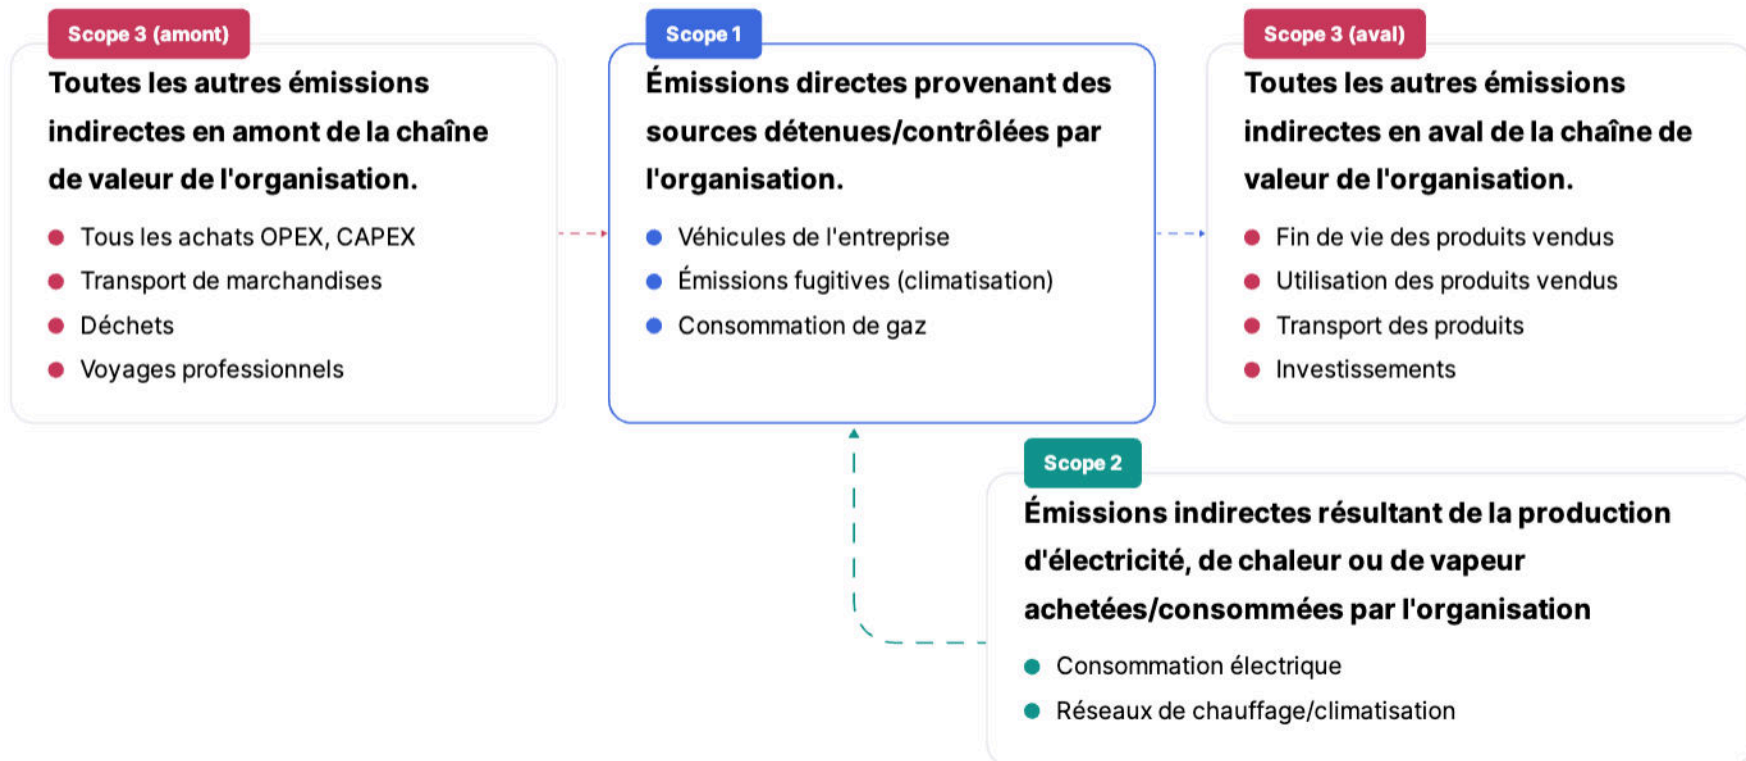 Scope 3 (amont)
Toutes les autres émissions
indirectes en amont de la chaîne
de valeur de l'organisation.
Tous les achats OPEX, CAPEX
Transport de marchandises
Déchets
Voyages professionnels
Scope 1
Émissions directes provenant des
sources détenues/contrôlées par
l'organisation.
Véhicules de l'entreprise
Émissions fugitives (climatisation)
Consommation de gaz
Scope 3 (aval)
Toutes les autres émissions
indirectes en aval de la chaîne de
valeur de l'organisation.
Fin de vie des produits vendus
Utilisation des produits vendus
Transport des produits
Investissements
Scope 2
Émissions indirectes résultant de la production
d'électricité, de chaleur ou de vapeur
achetées/consommées par l'organisation
Consommation électrique
Réseaux de chauffage/climatisation